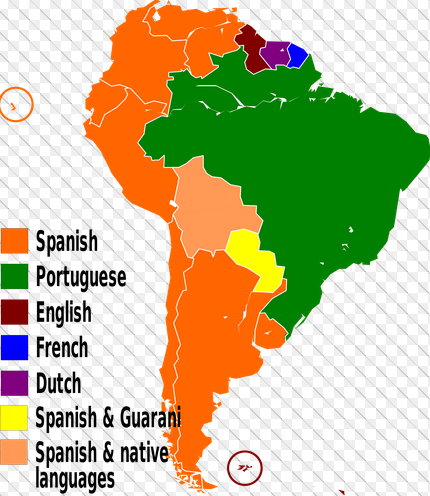 Spanish
Portuguese
English
French
Dutch
Spanish & Guarani
Spanish & native
languages